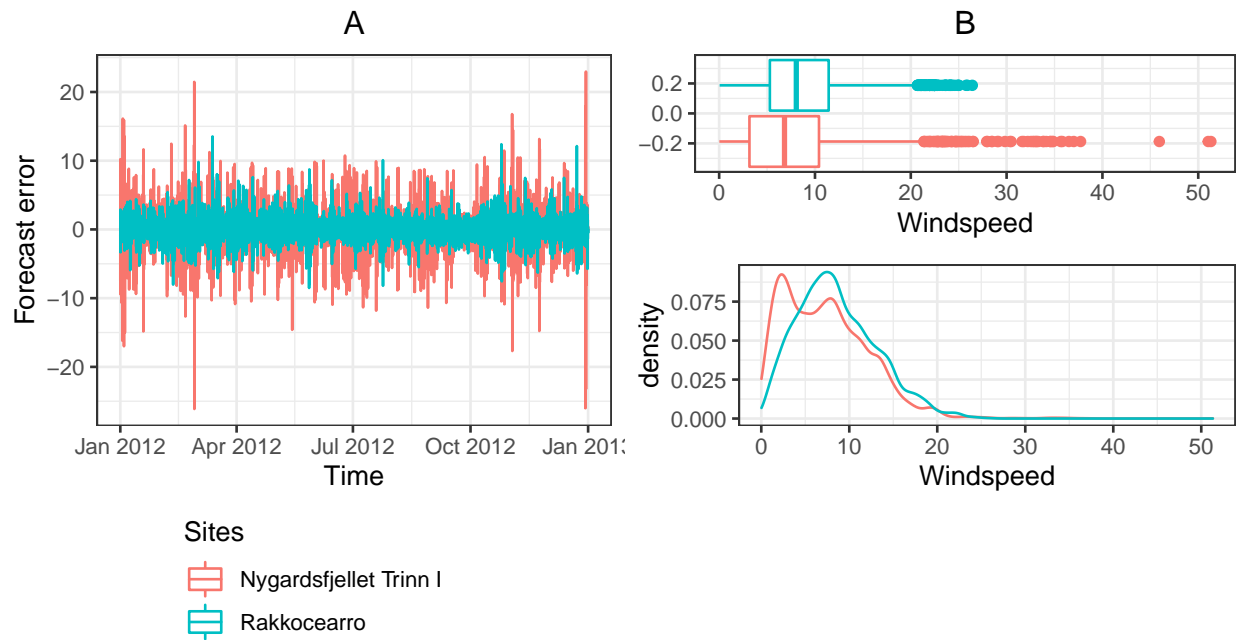 A
Forecast error
20
10
0
−10
−20
Jan 2012 Apr 2012 Jul 2012 Oct 2012 Jan 2013
Time
B
0.2
0.0
−0.2
0 10 20 30 40 50
Windspeed
density
0.075
0.050
0.025
0.000
0 10 20 30 40 50
Windspeed
Sites
Nygardsfjellet Trinn I
Rakkocearro